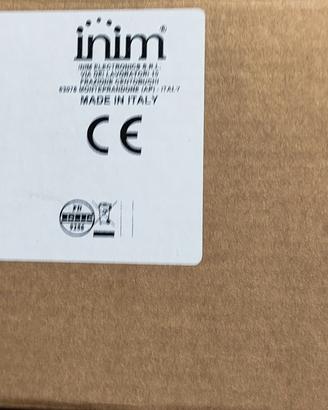 inim®
INIM ELECTRONICS S.R.L.
VIA DEI LAVORATORI 10
FRAZIONE CENTOBUCHI
63076 MONTEPRANDONE (AP) - ITALY
MADE IN ITALY
CE